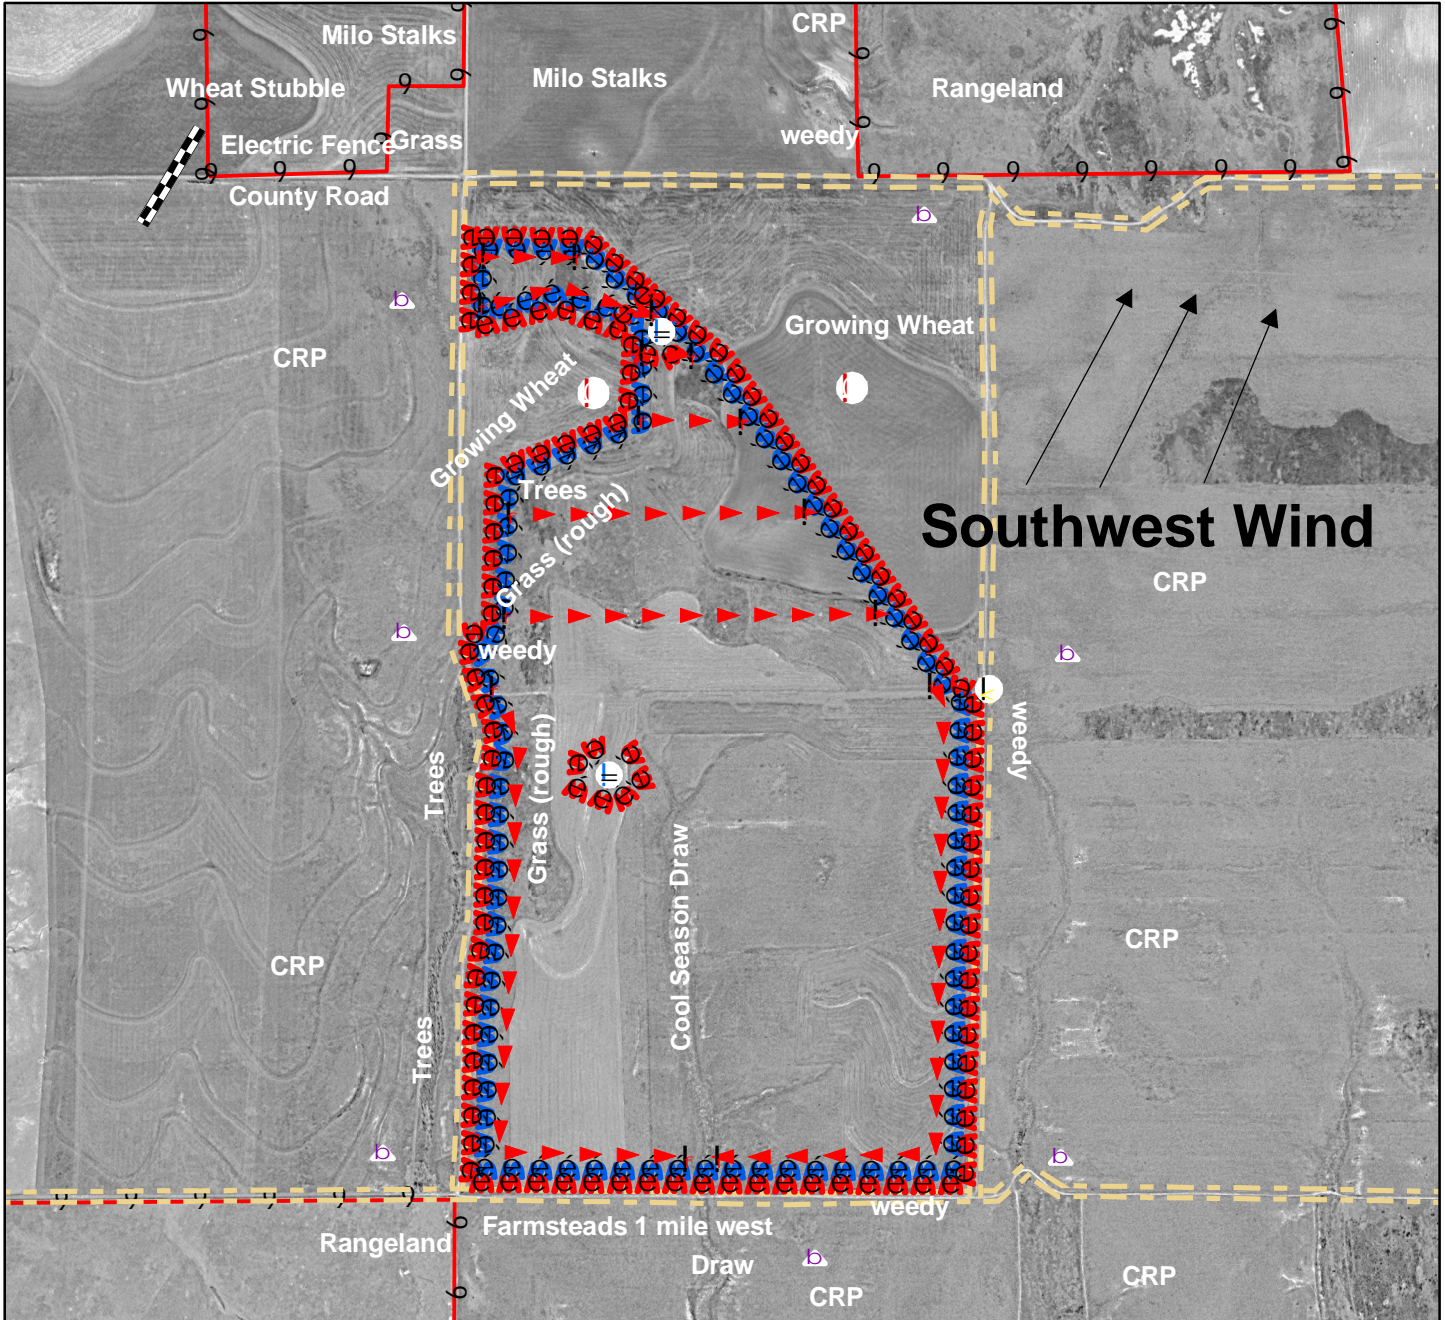 CRP
Milo Stalks
Milo Stalks
Wheat Stubble
Rangeland
weedy
Electric Fence
Grass
County Road
Growing Wheat
CRP
Growing Wheat
Trees
Grass (rough)
Southwest Wind
CRP
weedy
weedy
Trees
Grass (rough)
Cool Season Draw
CRP
CRP
Trees
weedy
Farmsteads 1 mile west
Rangeland
Draw
CRP
CRP